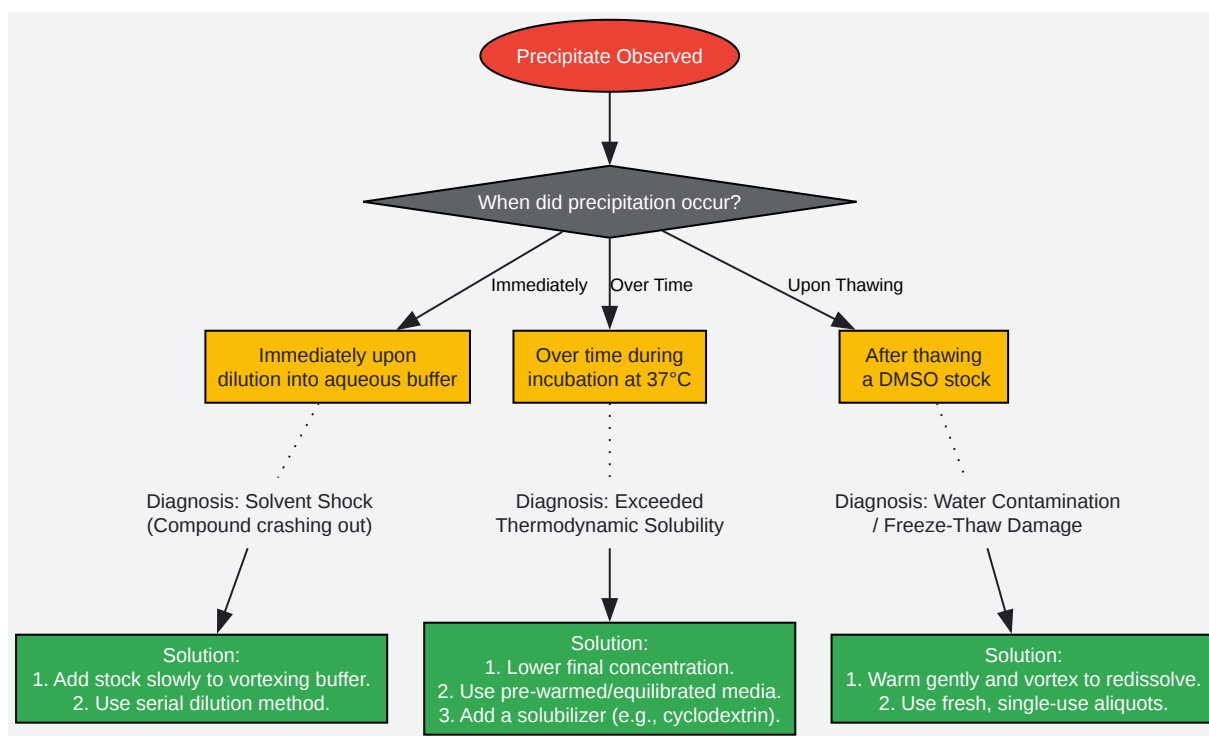 Precipitate Observed
When did precipitation occur?
Immediately
Over Time
Upon Thawing
Immediately upon
dilution into aqueous buffer
Over time during
incubation at 37°C
After thawing
a DMSO stock
Diagnosis: Solvent Shock
(Compound crashing out)
Diagnosis: Exceeded
Thermodynamic Solubility
Diagnosis: Water Contamination
/ Freeze-Thaw Damage
Solution:
1. Add stock slowly to vortexing buffer.
2. Use serial dilution method.
Solution:
1. Lower final concentration.
2. Use pre-warmed/equilibrated media.
3. Add a solubilizer (e.g., cyclodextrin).
Solution:
1. Warm gently and vortex to redissolve.
2. Use fresh, single-use aliquots.